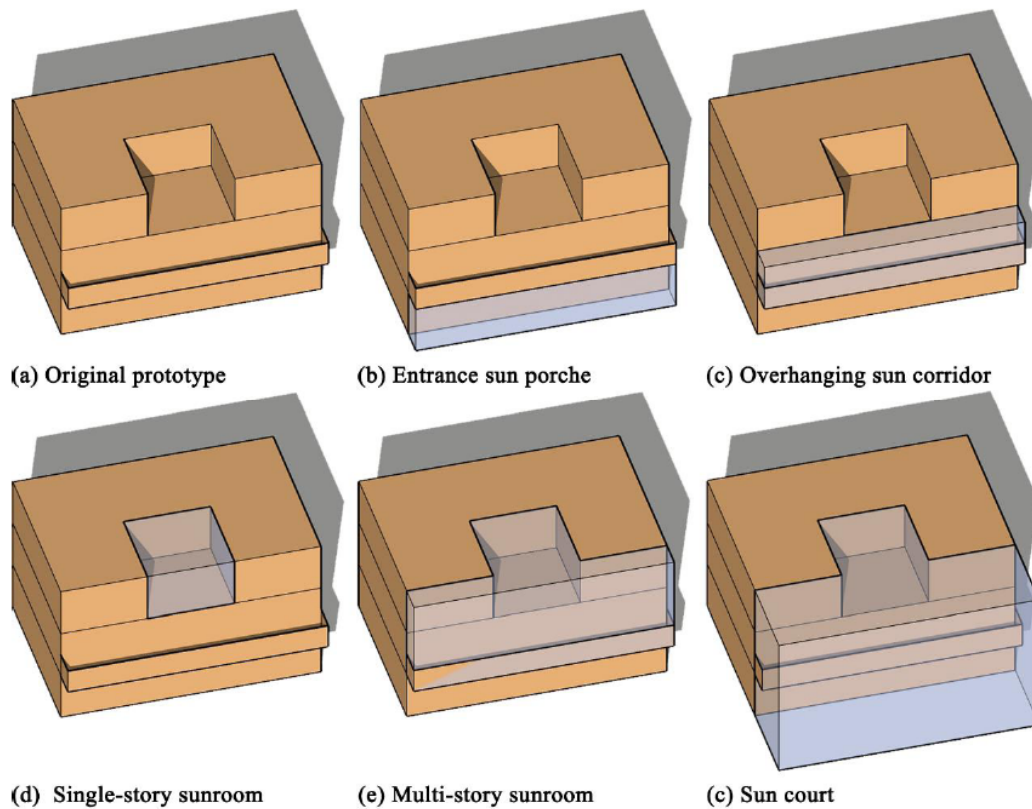 (a) Original prototype
(b) Entrance sun porche
(c) Overhanging sun corridor
(d) Single-story sunroom
(e) Multi-story sunroom
(c) Sun court